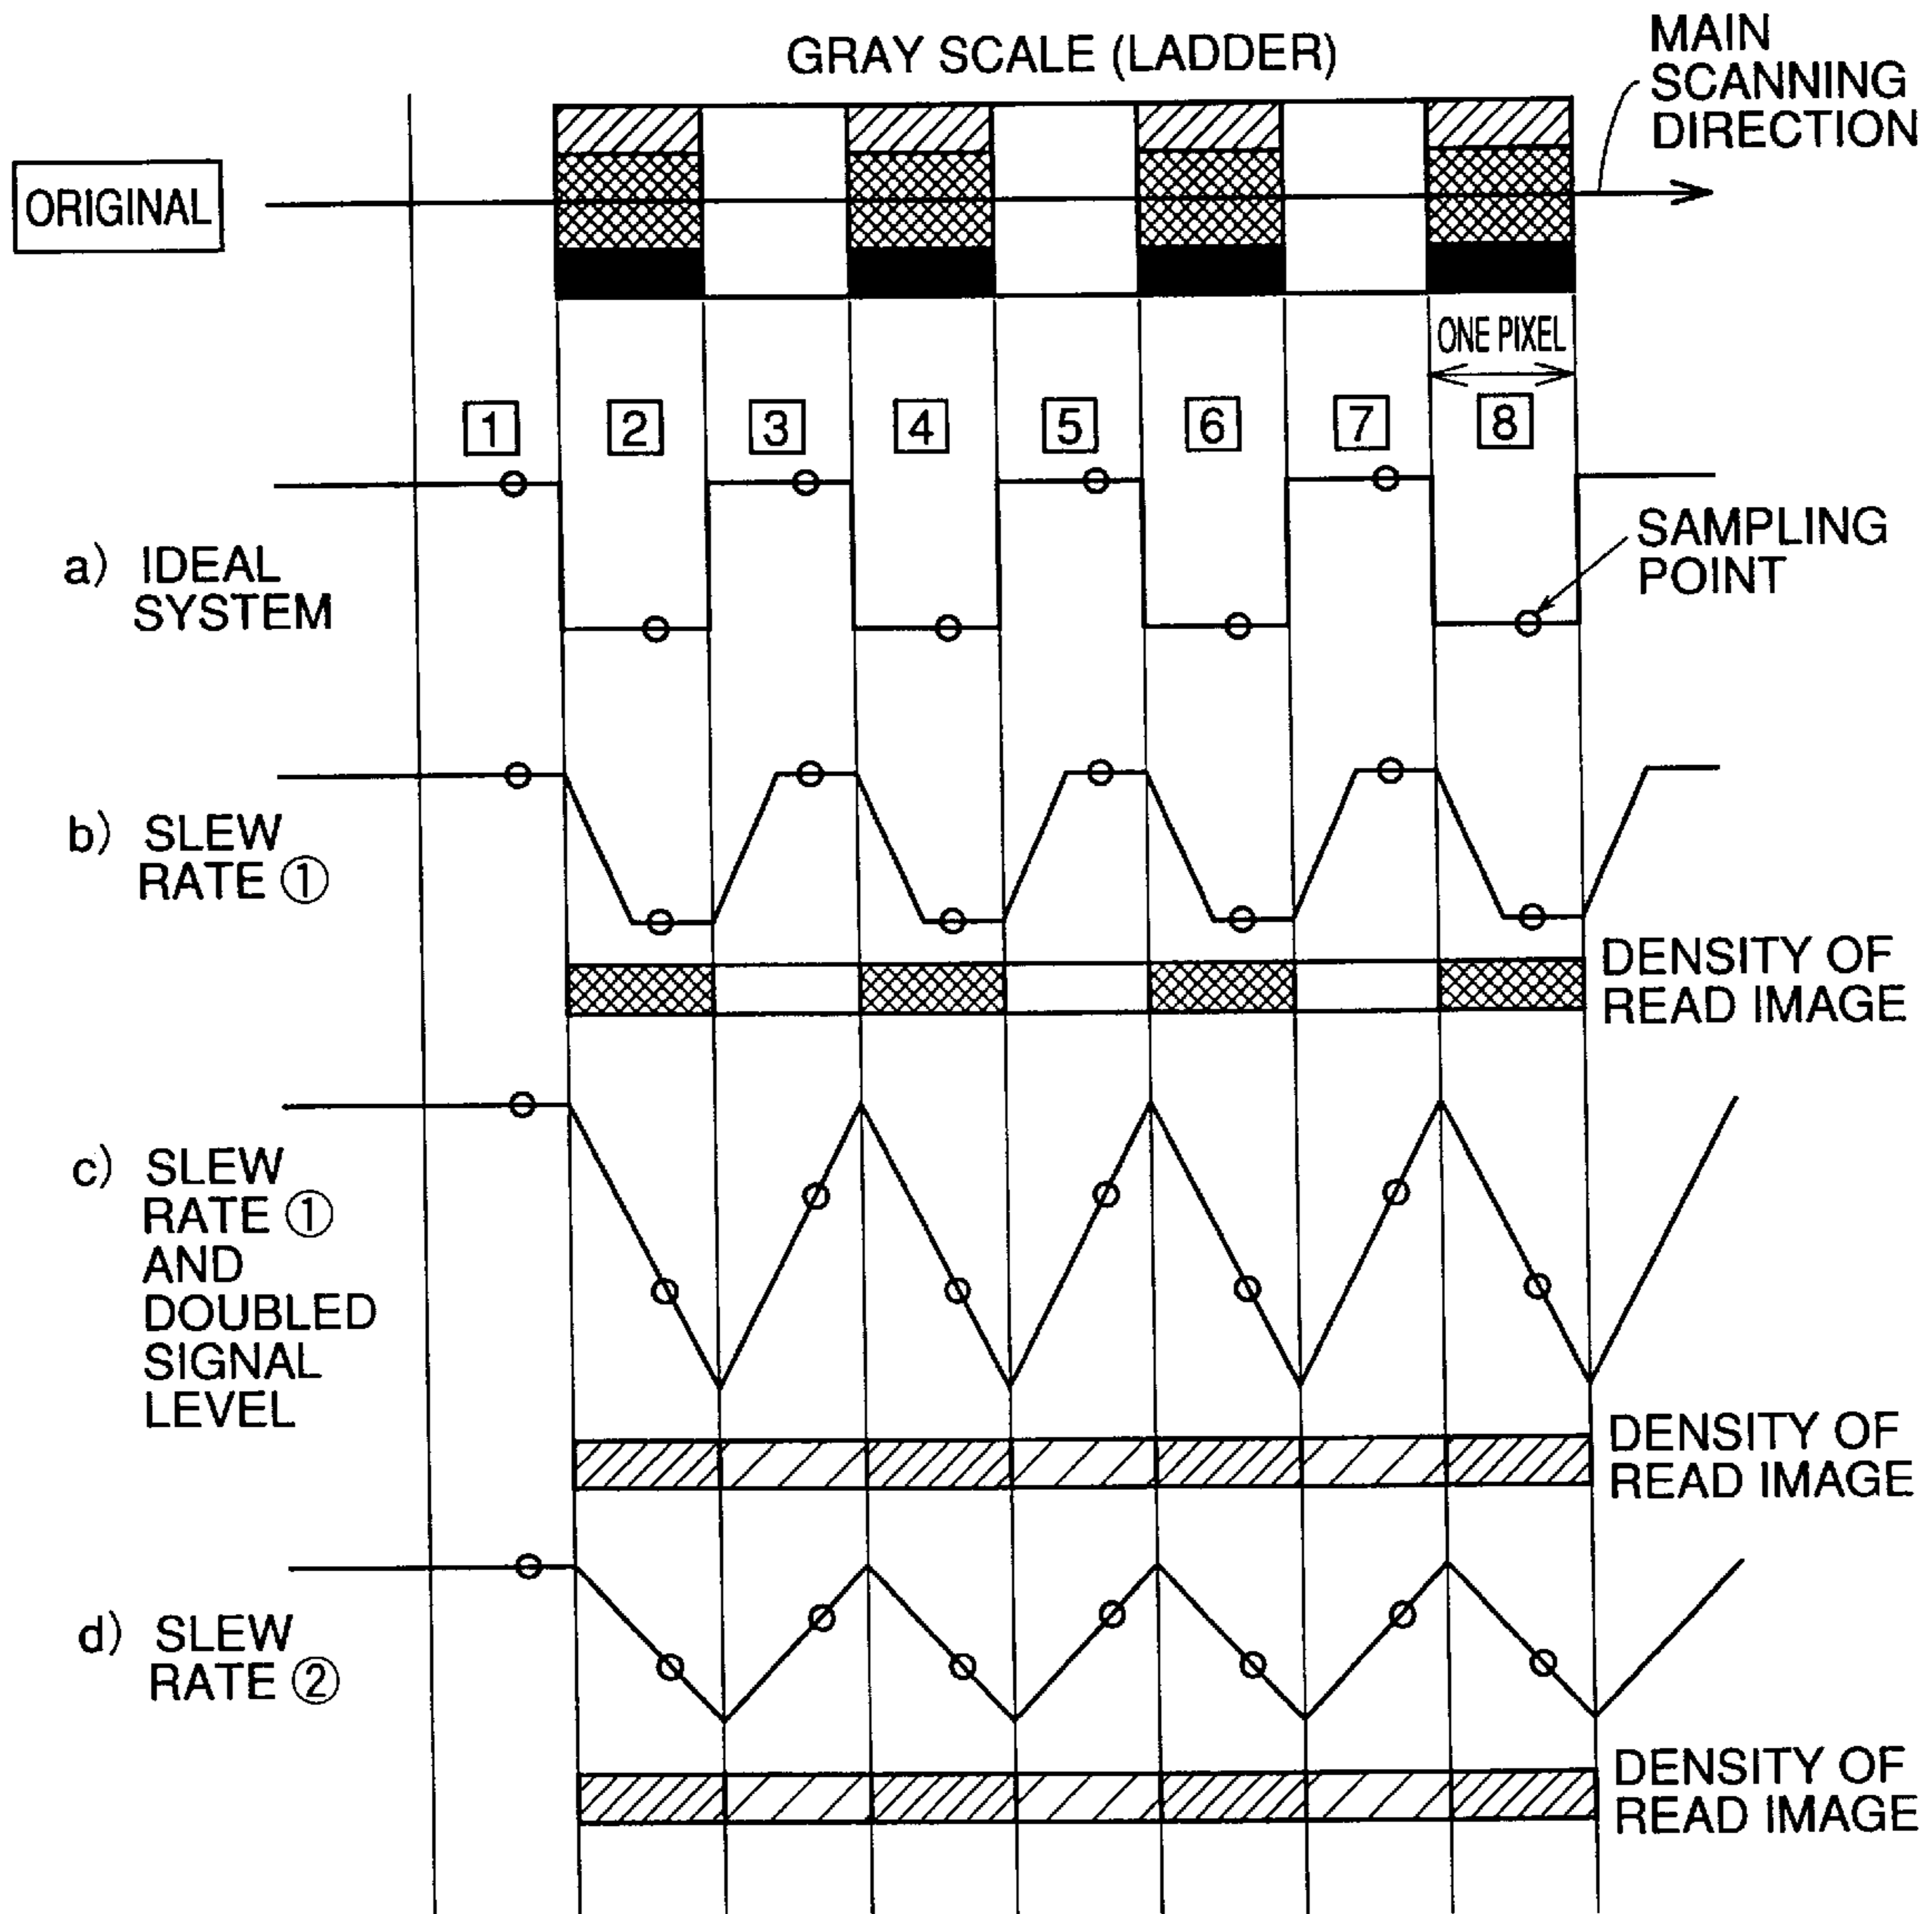 GRAY SCALE (LADDER)
MAIN
SCANNING
DIRECTION
ORIGINAL
ONE PIXEL
1 2 3 4 5 6 7 8
a) IDEAL
SYSTEM
SAMPLING
POINT
b) SLEW
RATE ①
DENSITY OF
READ IMAGE
c) SLEW
RATE ①
AND
DOUBLED
SIGNAL
LEVEL
DENSITY OF
READ IMAGE
d) SLEW
RATE ②
DENSITY OF
READ IMAGE